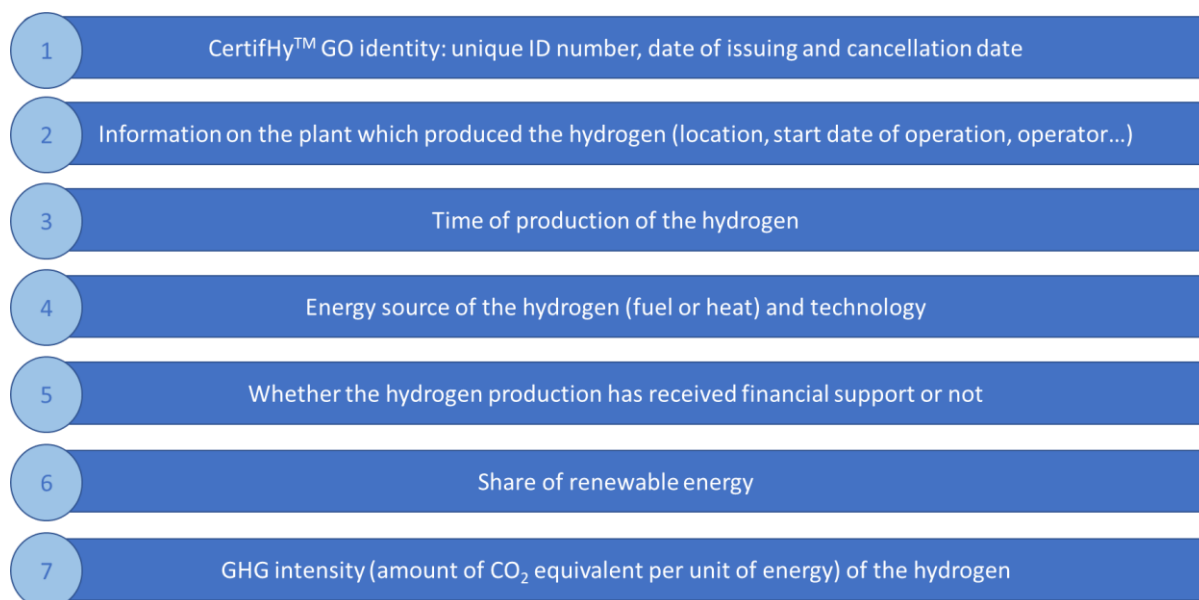 1
CertifHy™ GO identity: unique ID number, date of issuing and cancellation date
2
Information on the plant which produced the hydrogen (location, start date of operation, operator…)
3
Time of production of the hydrogen
4
Energy source of the hydrogen (fuel or heat) and technology
5
Whether the hydrogen production has received financial support or not
6
Share of renewable energy
7
GHG intensity (amount of CO₂ equivalent per unit of energy) of the hydrogen